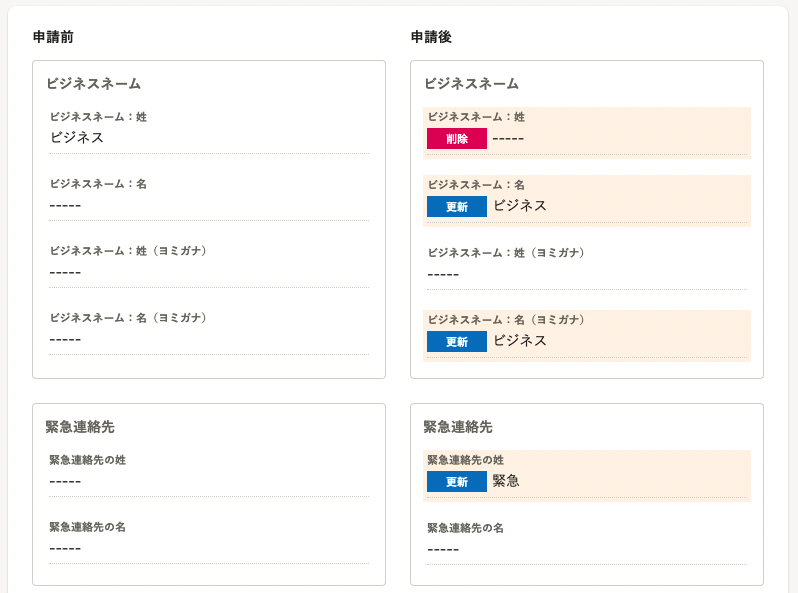 申請前
ビジネスネーム
ビジネスネーム：姓
ビジネス
ビジネスネーム：名
-----
ビジネスネーム：姓（ヨミガナ）
-----
ビジネスネーム：名（ヨミガナ）
-----
緊急連絡先
緊急連絡先の姓
-----
緊急連絡先の名
-----
申請後
ビジネスネーム
ビジネスネーム：姓
削除 -----
ビジネスネーム：名
更新 ビジネス
ビジネスネーム：姓（ヨミガナ）
-----
ビジネスネーム：名（ヨミガナ）
更新 ビジネス
緊急連絡先
緊急連絡先の姓
更新 緊急
緊急連絡先の名
-----